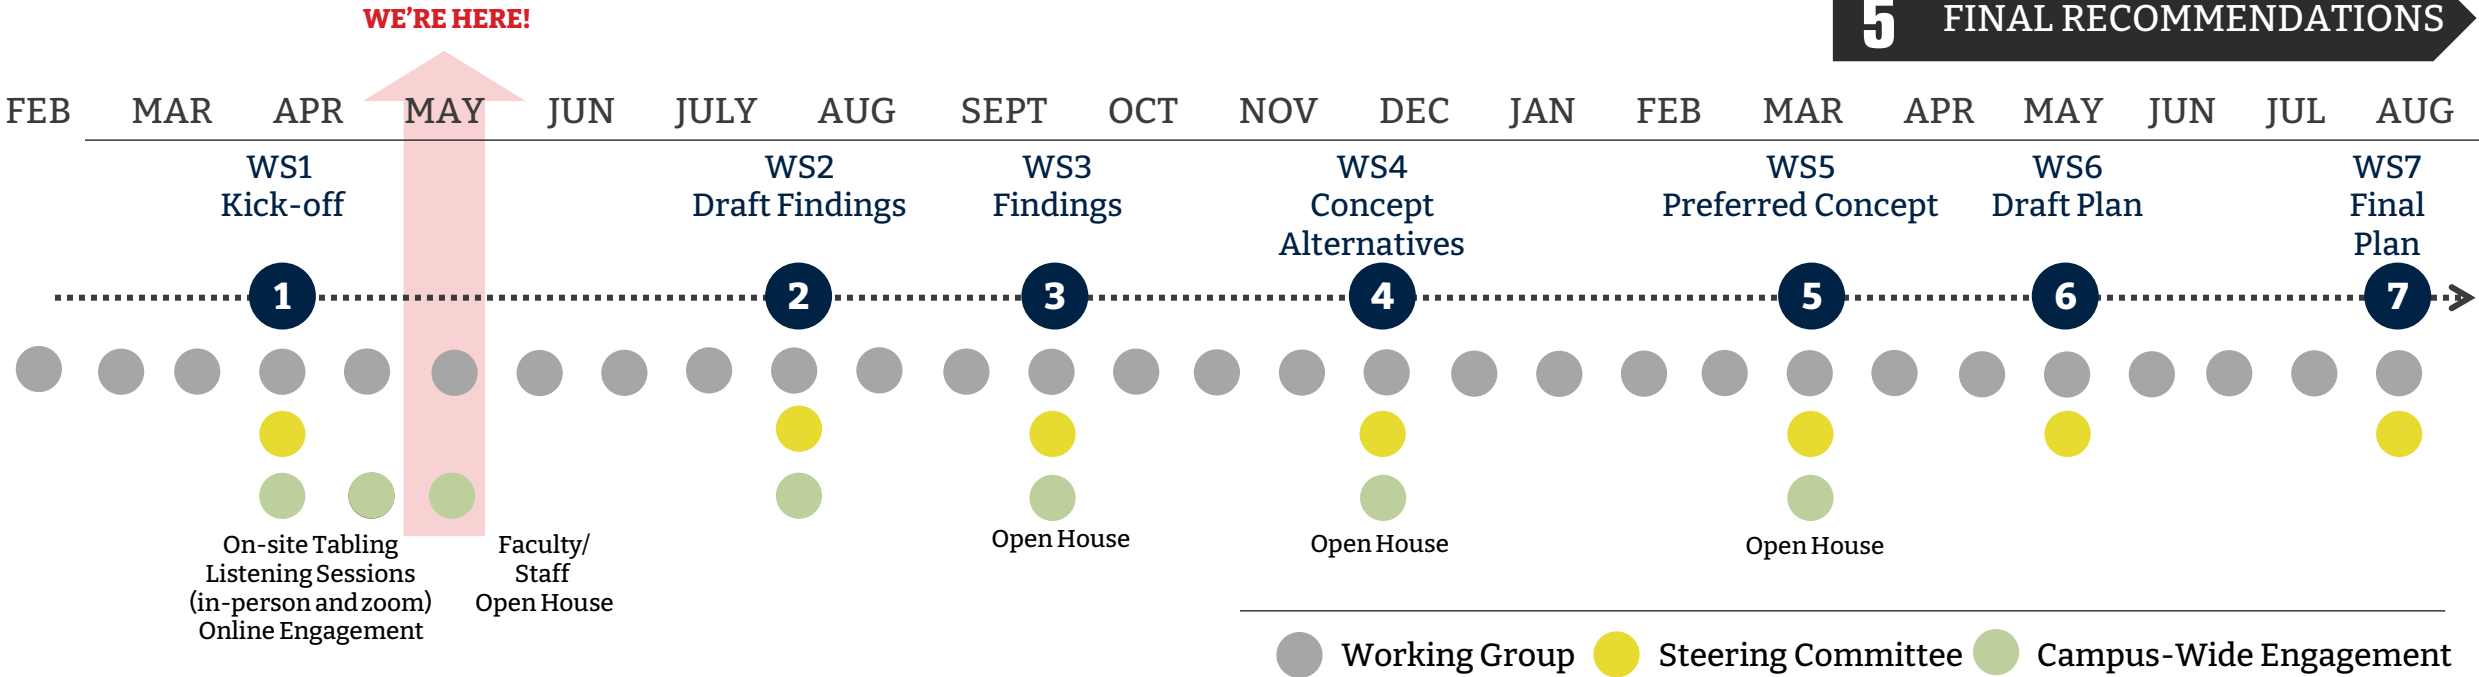 WE'RE HERE!
5 FINAL RECOMMENDATIONS
FEB MAR APR MAY JUN JULY AUG SEPT OCT NOV DEC JAN FEB MAR APR MAY JUN JUL AUG
WS1
Kick-off
WS2
Draft Findings
WS3
Findings
WS4
Concept
Alternatives
WS5
Preferred Concept
WS6
Draft Plan
WS7
Final
Plan
1 2 3 4 5 6 7
On-site Tabling
Listening Sessions
(in-person and zoom)
Online Engagement
Faculty/
Staff
Open House
Open House
Open House
Open House
Working Group
Steering Committee
Campus-Wide Engagement